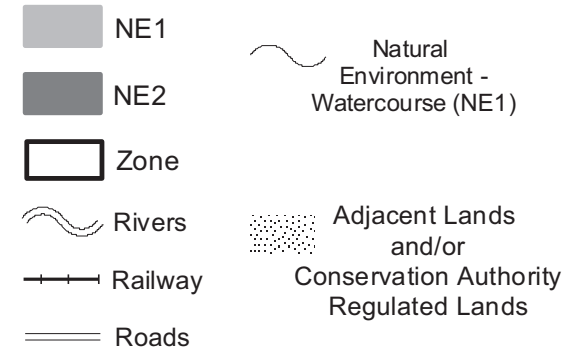 NE1
NE2
Zone
Rivers
Railway
Roads
Natural
Environment -
Watercourse (NE1)
Adjacent Lands
and/or
Conservation Authority
Regulated Lands